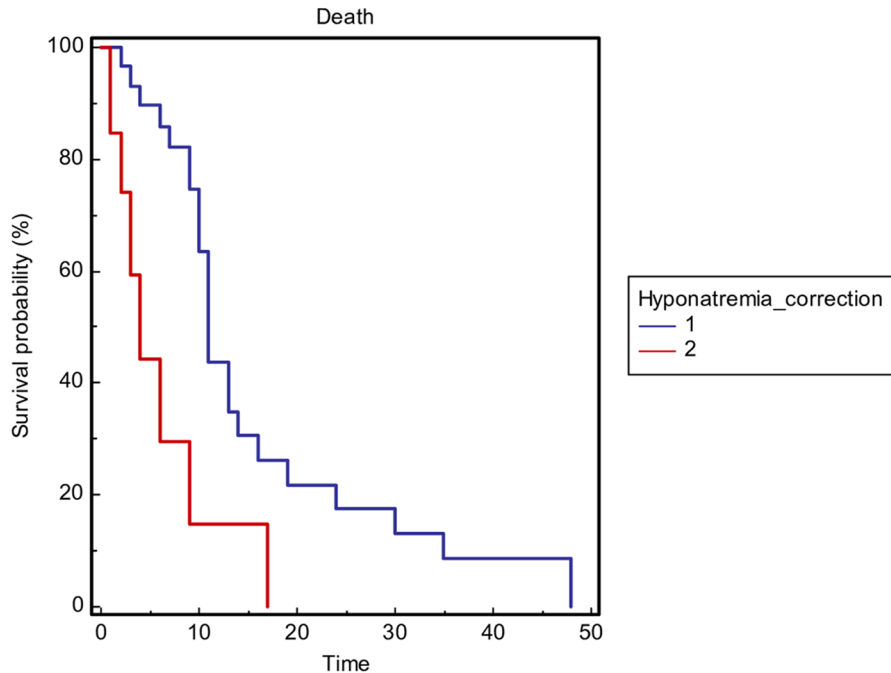 Death
Survival probability (%)
100
80
60
40
20
0
0 10 20 30 40 50
Time
Hyponatremia_correction
1
2